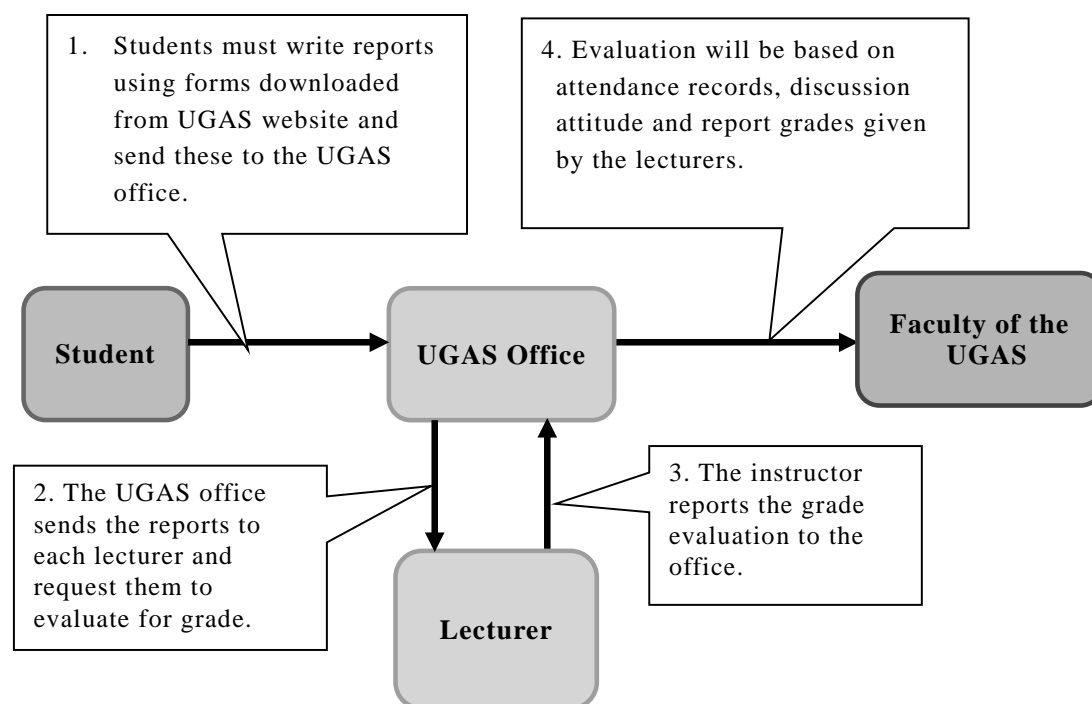 1. Students must write reports
using forms downloaded
from UGAS website and
send these to the UGAS
office.
4. Evaluation will be based on
attendance records, discussion
attitude and report grades given
by the lecturers.
Student
UGAS Office
Faculty of the
UGAS
2. The UGAS office
sends the reports to
each lecturer and
request them to
evaluate for grade.
3. The instructor
reports the grade
evaluation to the
office.
Lecturer